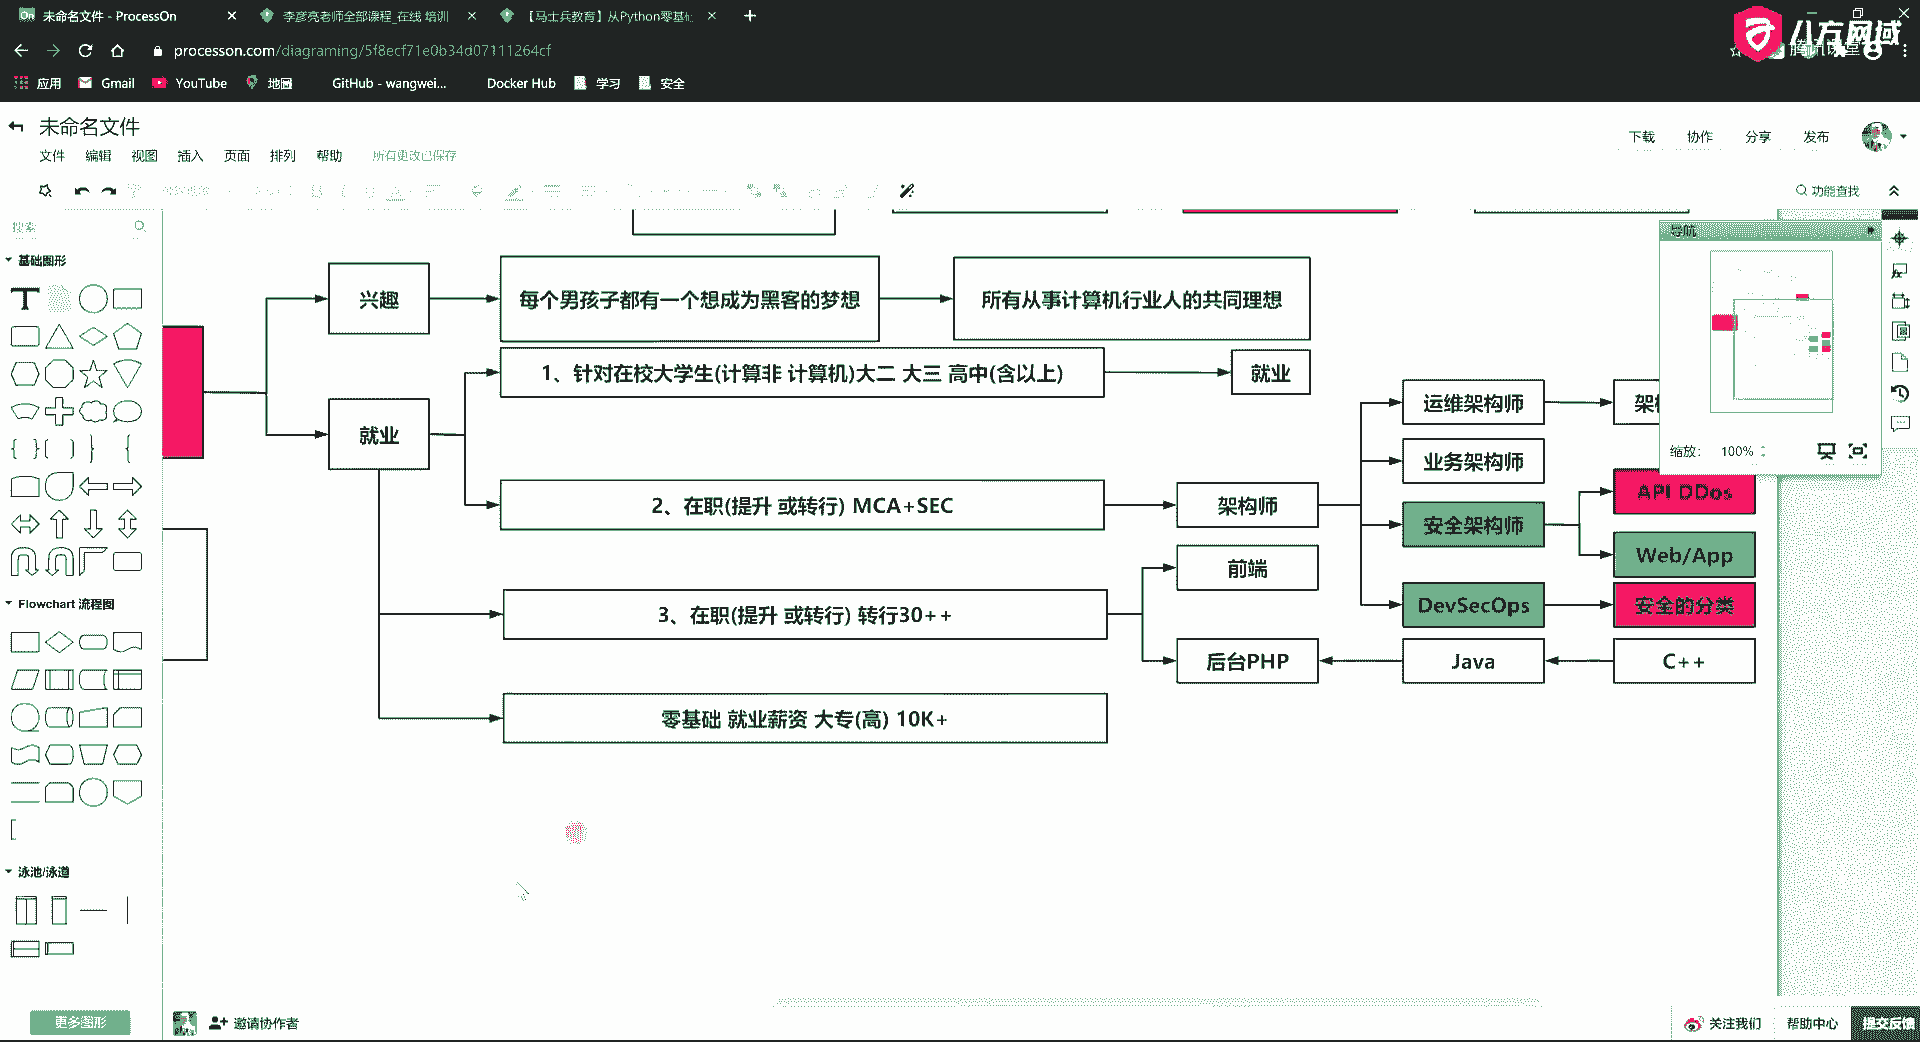 未命名文件 - ProcessOn
李彦亮老师全部课程_在线 培训
【马士兵教育】从Python零基础
processon.com/diagraming/5f8ecf71e0b34d07111264cf
八方网域
应用 Gmail YouTube 地图 GitHub - wangwei... Docker Hub 学习 安全
未命名文件
下载 协作 分享 发布
文件 编辑 视图 插入 页面 排列 帮助 所有更改已保存
功能查找
搜索
导航
基础图形
兴趣
每个男孩子都有一个想成为黑客的梦想
所有从事计算机行业人的共同理想
1、针对在校大学生(计算非 计算机)大二 大三 高中(含以上)
就业
运维架构师
就业
缩放: 100%
业务架构师
2、在职(提升 或转行) MCA+SEC
架构师
API DDos
安全架构师
Web/App
前端
3、在职(提升 或转行) 转行30++
DevSecOps
安全的分类
Flowchart 流程图
后台PHP
Java
C++
零基础 就业薪资 大专(高) 10K+
泳池/泳道
更多图形
邀请协作者
关注我们 帮助中心 提交反馈